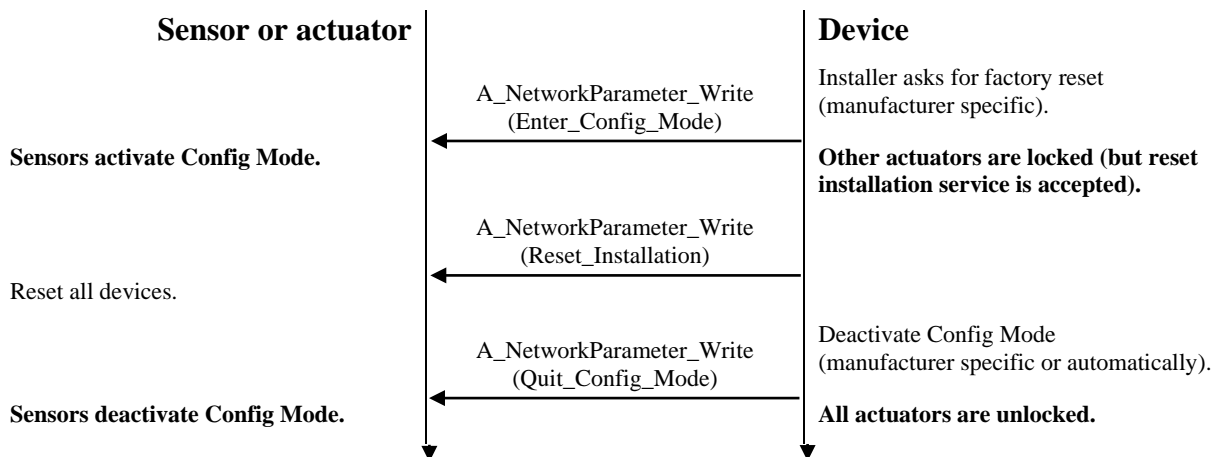 Sensor or actuator
Device
Installer asks for factory reset
(manufacturer specific).
A_NetworkParameter_Write
(Enter_Config_Mode)
Sensors activate Config Mode.
Other actuators are locked (but reset
installation service is accepted).
A_NetworkParameter_Write
(Reset_Installation)
Reset all devices.
Deactivate Config Mode
(manufacturer specific or automatically).
A_NetworkParameter_Write
(Quit_Config_Mode)
Sensors deactivate Config Mode.
All actuators are unlocked.